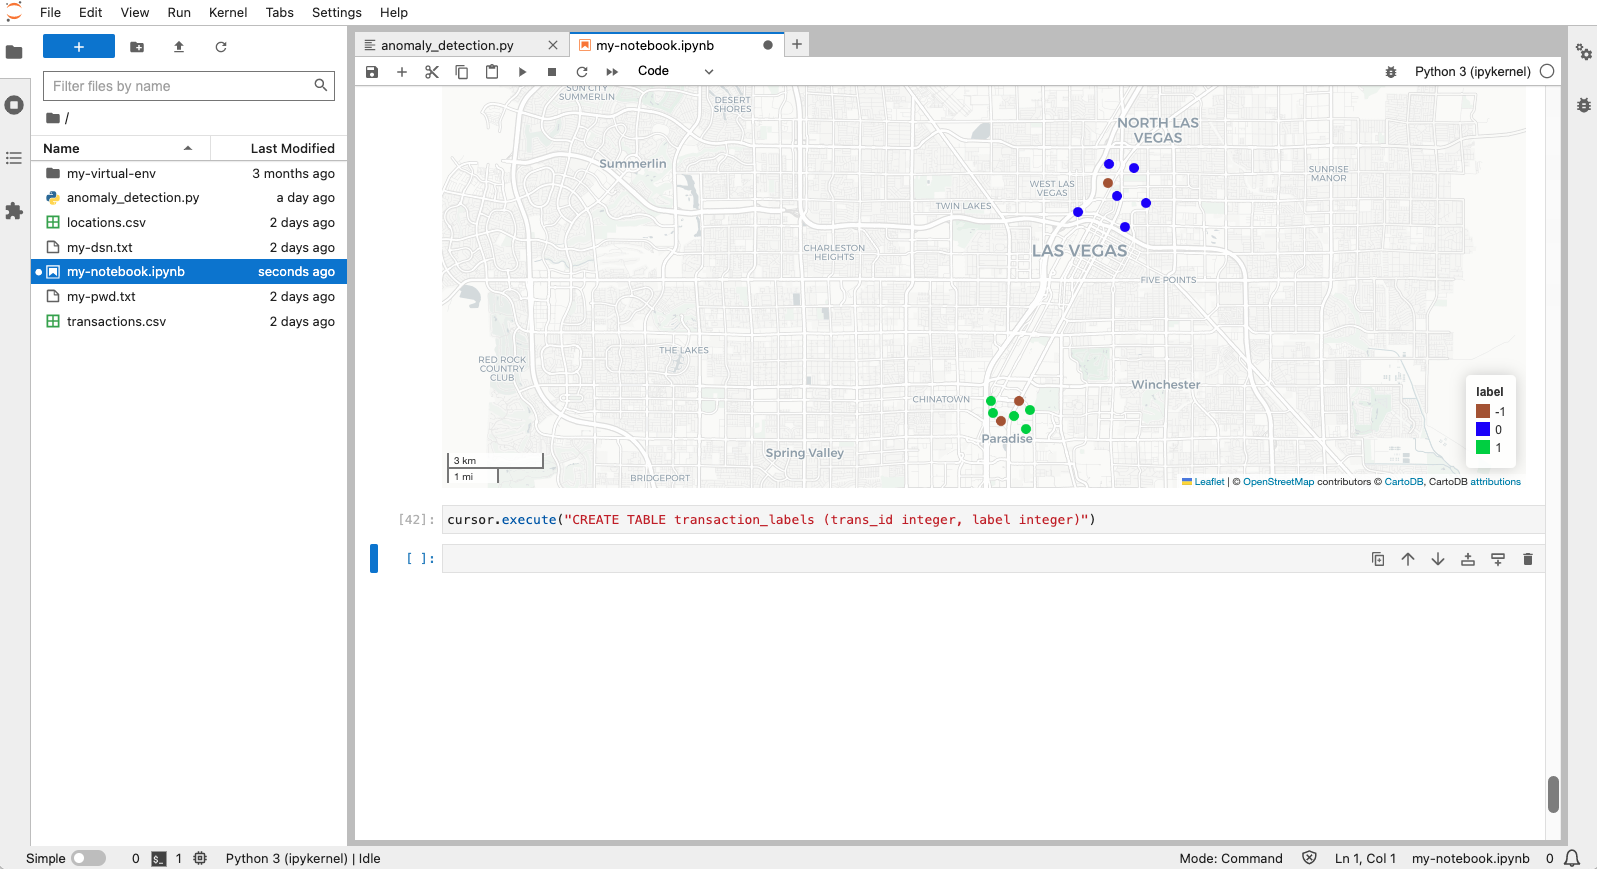 File Edit View Run Kernel Tabs Settings Help
anomaly_detection.py
my-notebook.ipynb
Code
Python 3 (ipykernel)
Filter files by name
/
Name Last Modified
my-virtual-env 3 months ago
anomaly_detection.py a day ago
locations.csv 2 days ago
my-dsn.txt 2 days ago
my-notebook.ipynb seconds ago
my-pwd.txt 2 days ago
transactions.csv 2 days ago
SUN CITY
SUMMERLIN
DESERT
SHORES
NORTH LAS
VEGAS
Summerlin
SUNRISE
MANOR
WEST LAS
VEGAS
TWIN LAKES
CHARLESTON
HEIGHTS
LAS VEGAS
FIVE POINTS
THE LAKES
RED ROCK
COUNTRY
CLUB
CHINATOWN
Winchester
Paradise
Spring Valley
BRIDGEPORT
label
-1
0
1
3 km
1 mi
Leaflet | © OpenStreetMap contributors © CartoDB, CartoDB attributions
[42]: cursor.execute("CREATE TABLE transaction_labels (trans_id integer, label integer)")
[ ]:
Simple 0 $_ 1 Python 3 (ipykernel) | Idle Mode: Command Ln 1, Col 1 my-notebook.ipynb 0